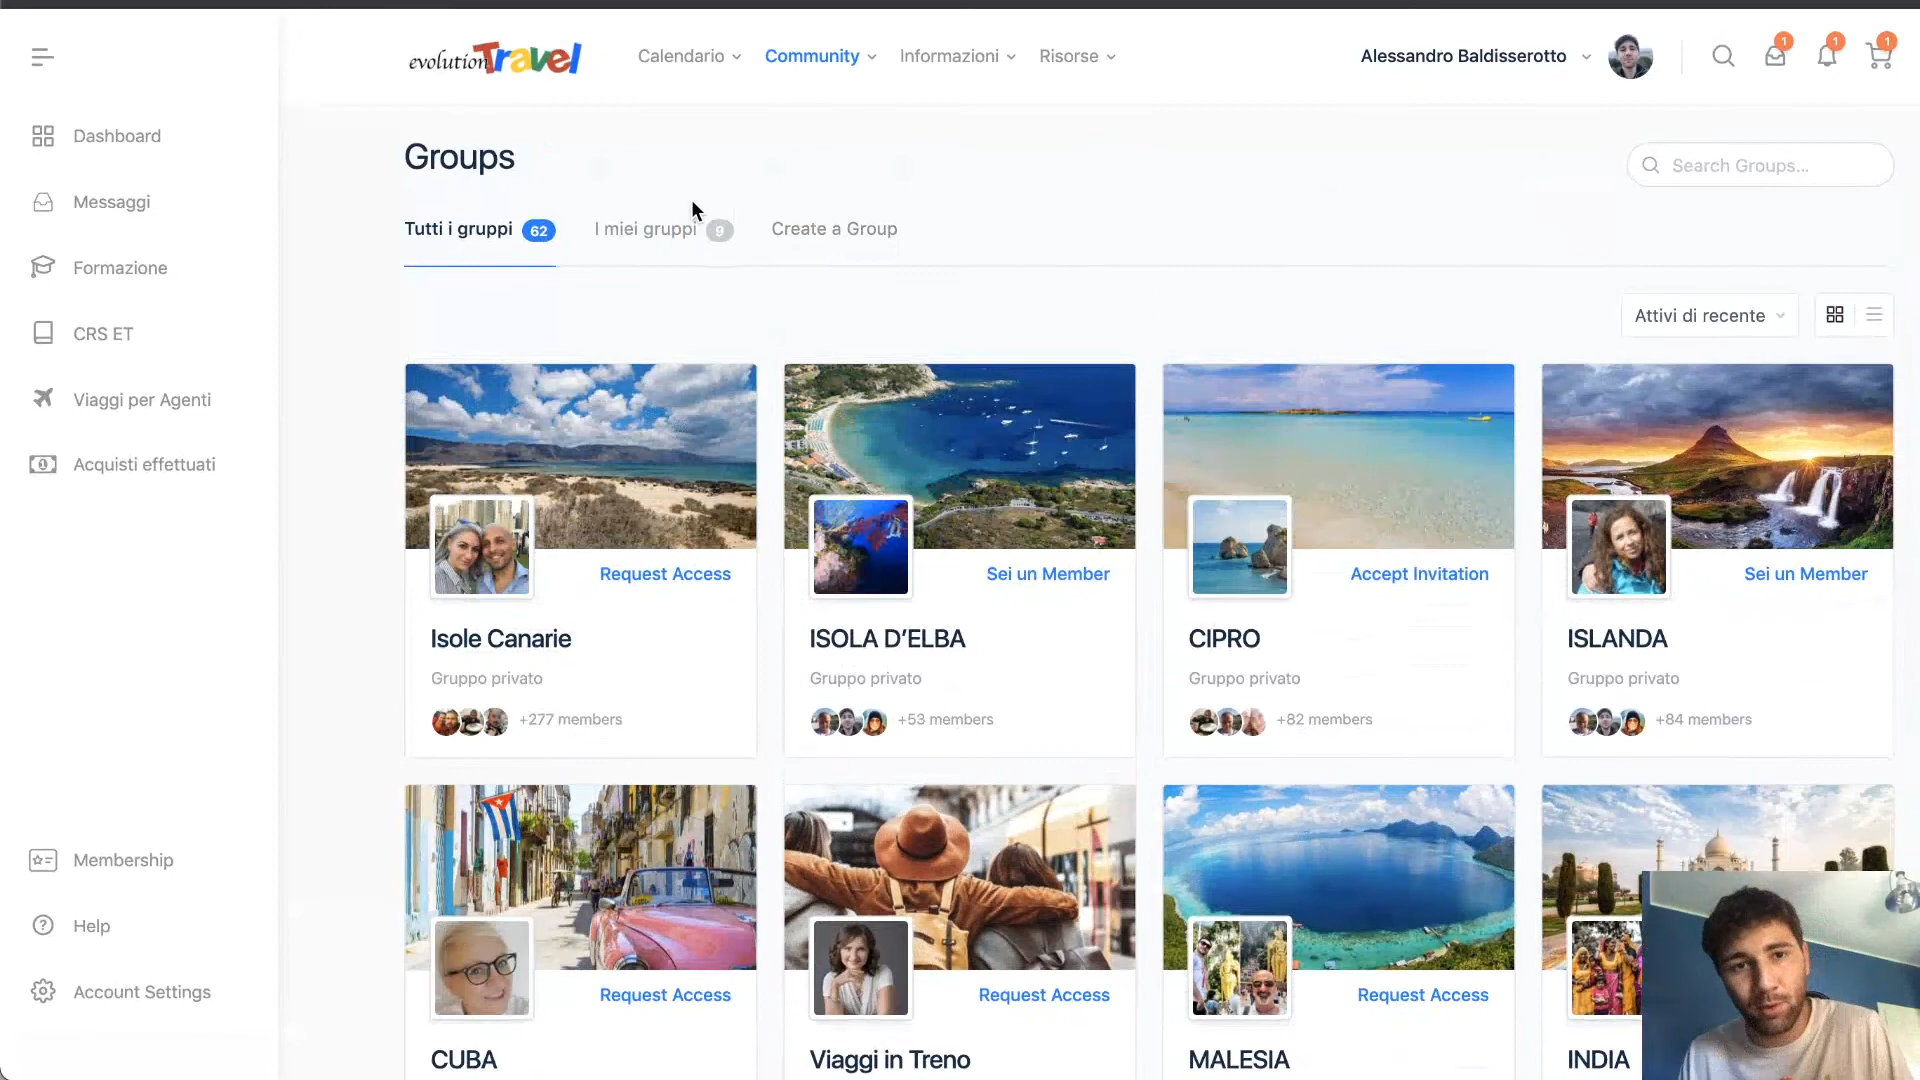 evolution Travel
Calendario
Community
Informazioni
Risorse
Alessandro Baldisserotto
1
1
1
Dashboard
Messaggi
Formazione
CRS ET
Viaggi per Agenti
Acquisti effettuati
Membership
Help
Account Settings
Groups
Search Groups...
Tutti i gruppi 62
I miei gruppi 9
Create a Group
Attivi di recente
Request Access
Isole Canarie
Gruppo privato
+277 members
Sei un Member
ISOLA D’ELBA
Gruppo privato
+53 members
Accept Invitation
CIPRO
Gruppo privato
+82 members
Sei un Member
ISLANDA
Gruppo privato
+84 members
Request Access
CUBA
Request Access
Viaggi in Treno
Request Access
MALESIA
INDIA